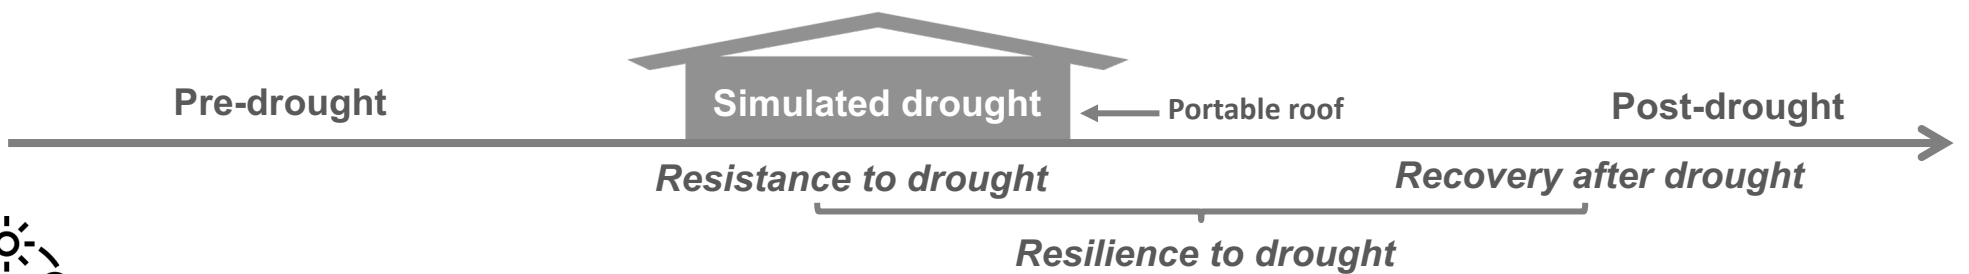 Pre-drought
Simulated drought
Portable roof
Post-drought
Resistance to drought
Recovery after drought
Resilience to drought